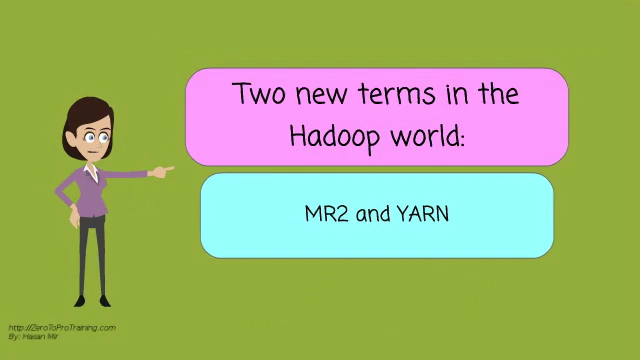 Two new terms in the
Hadoop world:
MR2 and YARN
http://ZeroToProTraining.com
By: Hasan Mir